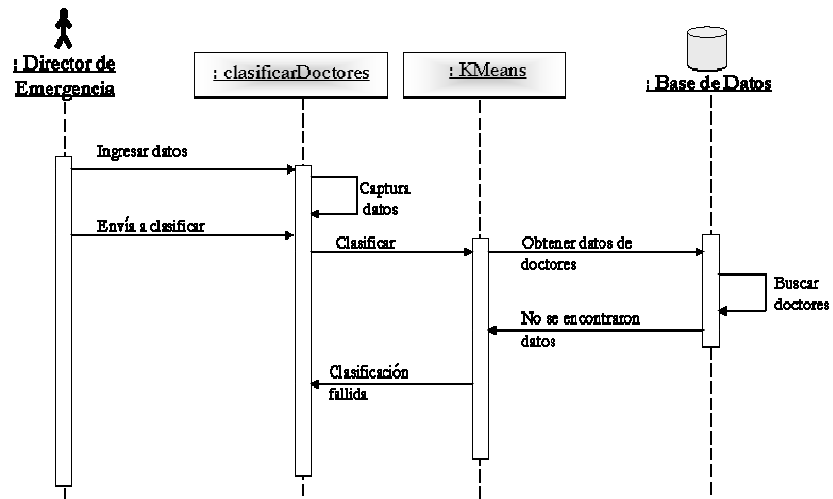 : Director de
Emergencia
: clasificarDoctores
: KMeans
: Base de Datos
Ingresar datos
Captura
datos
Envía a clasificar
Clasificar
Obtener datos de
doctores
Buscar
doctores
No se encontraron
datos
Clasificación
fallida